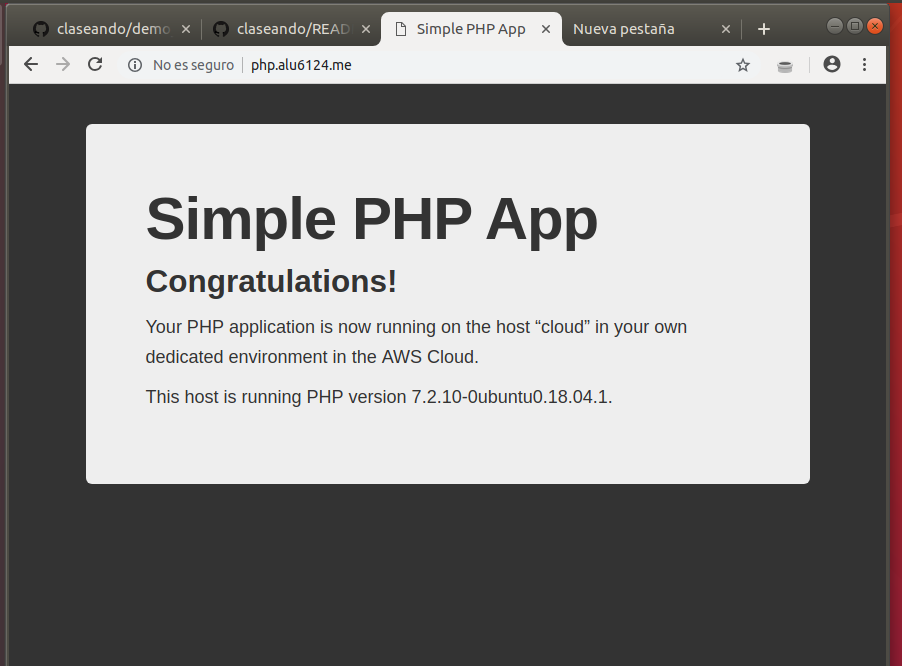 claseando/demo
claseando/READ
Simple PHP App
Nueva pestaña
No es seguro
php.alu6124.me
Simple PHP App
Congratulations!
Your PHP application is now running on the host “cloud” in your own
dedicated environment in the AWS Cloud.
This host is running PHP version 7.2.10-0ubuntu0.18.04.1.